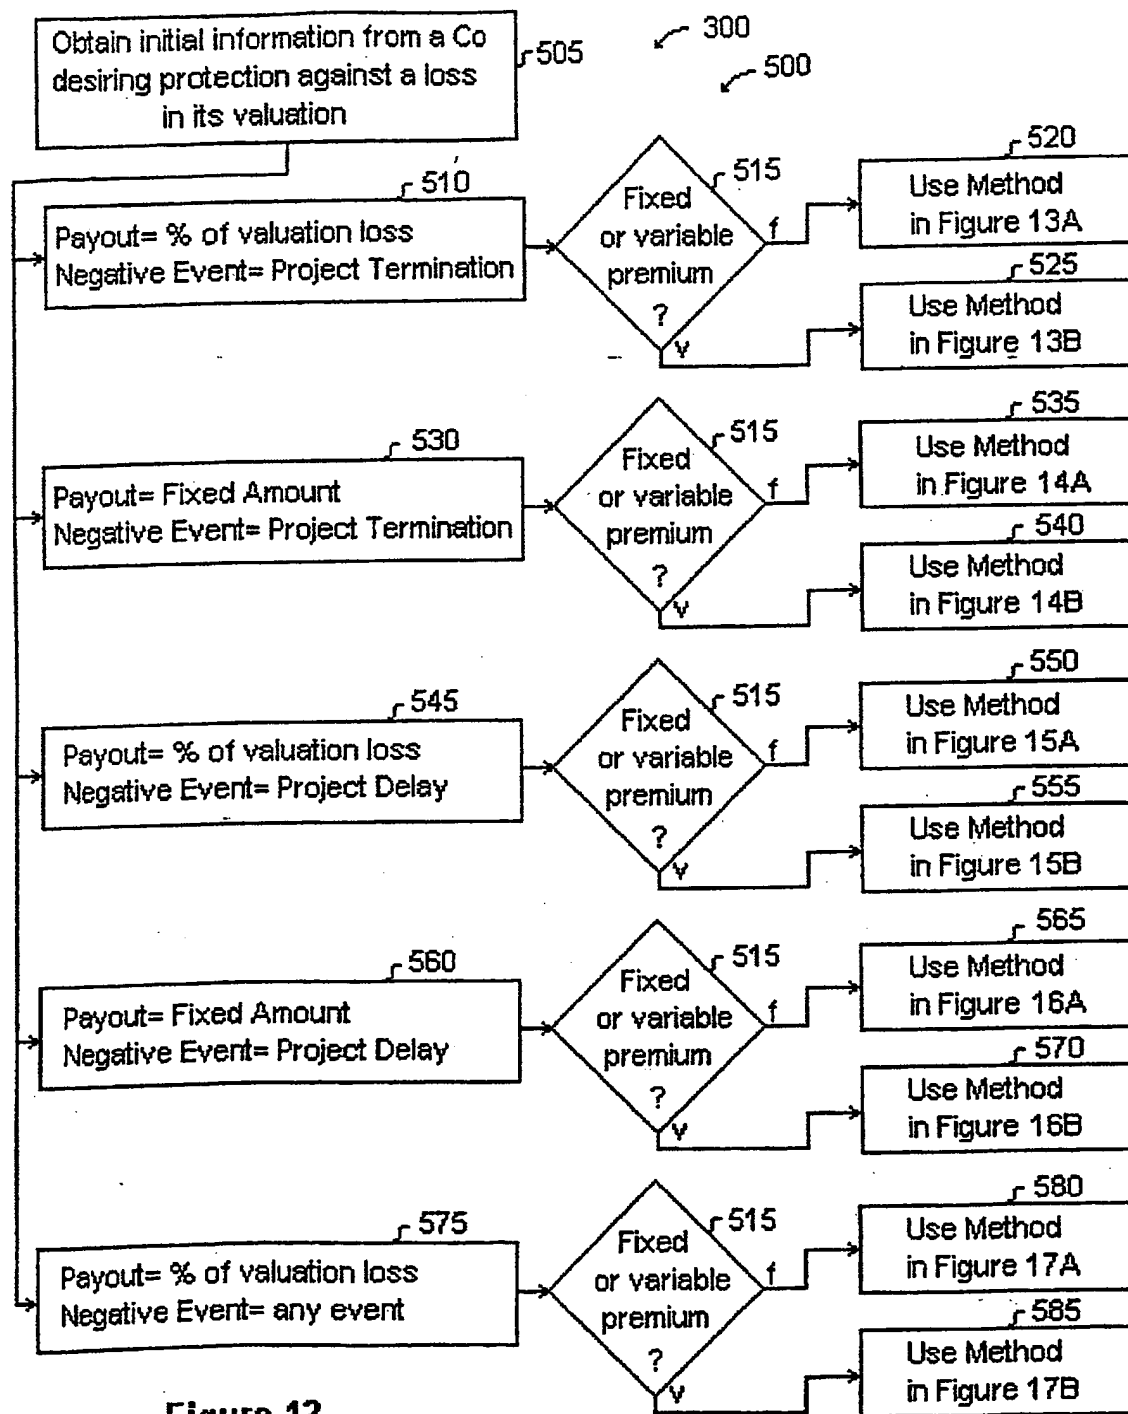 Obtain initial information from a Co
desiring protection against a loss
in its valuation
505
300
500
510
Payout= % of valuation loss
Negative Event= Project Termination
515
Fixed
or variable
premium
?
f
v
520
Use Method
in Figure 13A
525
Use Method
in Figure 13B
530
Payout= Fixed Amount
Negative Event= Project Termination
515
Fixed
or variable
premium
?
f
v
535
Use Method
in Figure 14A
540
Use Method
in Figure 14B
545
Payout= % of valuation loss
Negative Event= Project Delay
515
Fixed
or variable
premium
?
f
v
550
Use Method
in Figure 15A
555
Use Method
in Figure 15B
560
Payout= Fixed Amount
Negative Event= Project Delay
515
Fixed
or variable
premium
?
f
v
565
Use Method
in Figure 16A
570
Use Method
in Figure 16B
575
Payout= % of valuation loss
Negative Event= any event
515
Fixed
or variable
premium
?
f
v
580
Use Method
in Figure 17A
585
Use Method
in Figure 17B
Figure 12